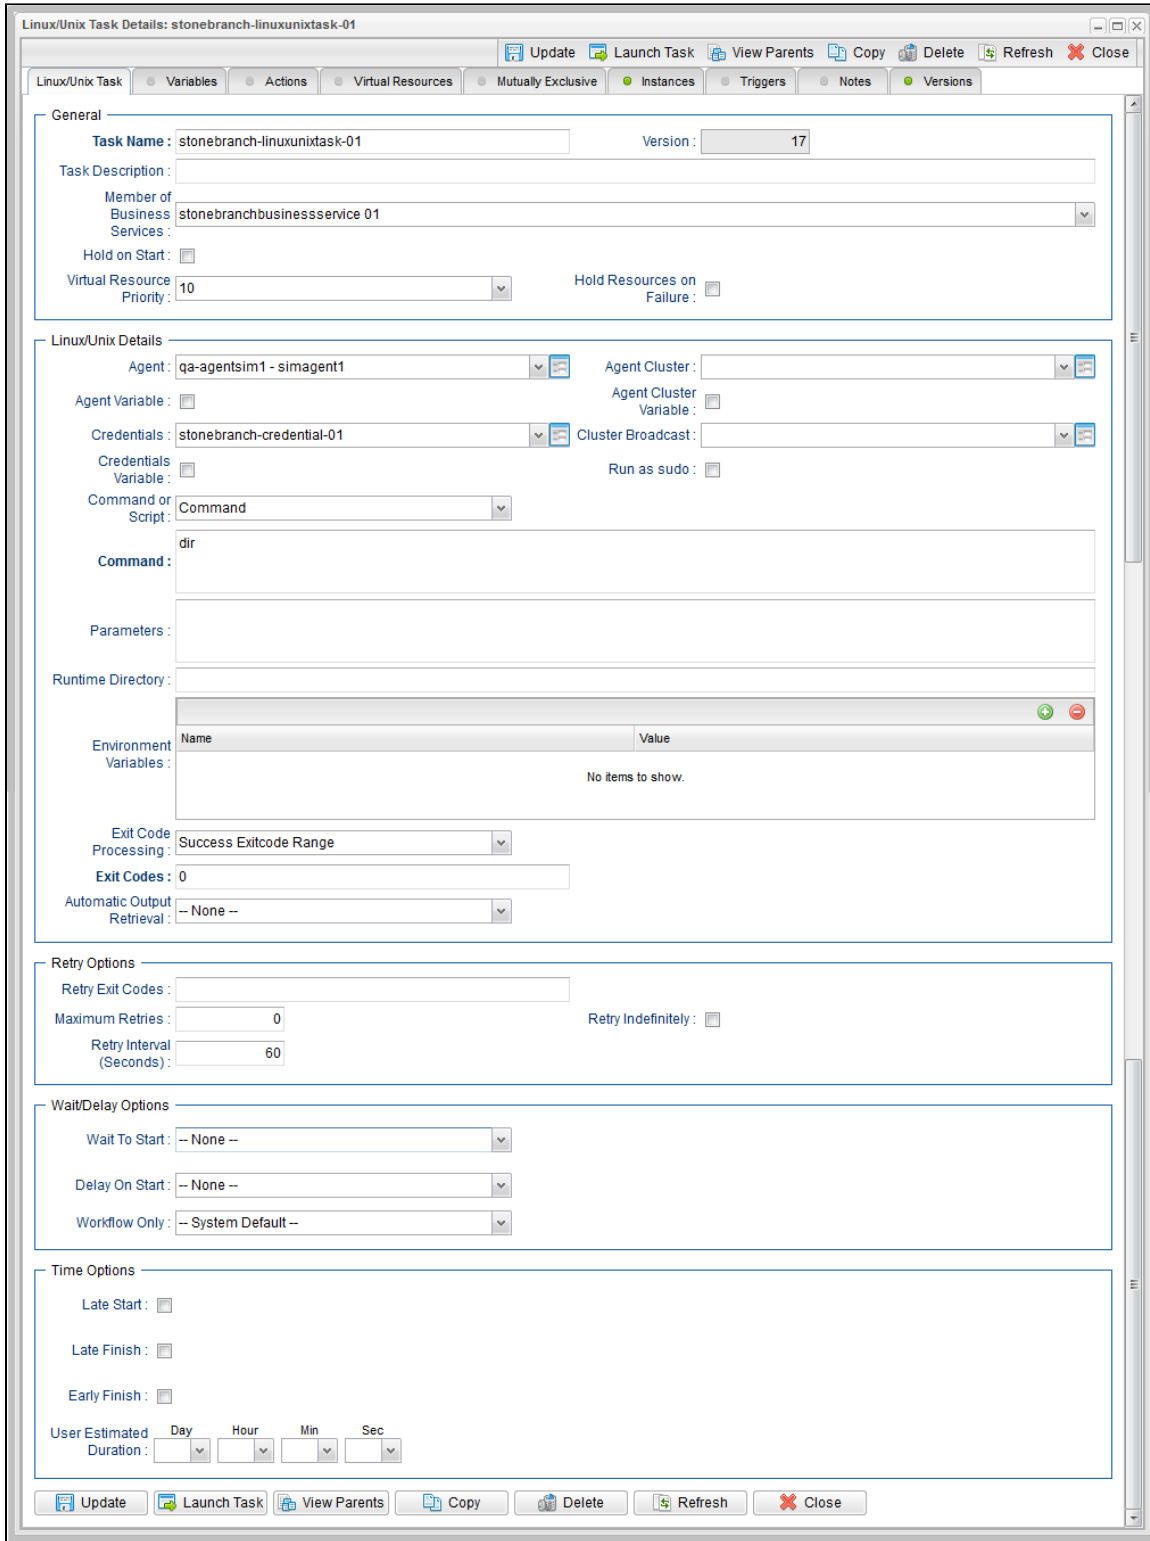 Linux/Unix Task Details: stonebranch-linuxunixtask-01
Update Launch Task View Parents Copy Delete Refresh Close
Linux/Unix Task Variables Actions Virtual Resources Mutually Exclusive Instances Triggers Notes Versions
General
Task Name : stonebranch-linuxunixtask-01 Version : 17
Task Description :
Member of
Business
Services :
stonebranchbusinessservice 01
Hold on Start :
Virtual Resource
Priority :
10
Hold Resources on
Failure :
Linux/Unix Details
Agent : qa-agentsim1 - simagent1 Agent Cluster :
Agent Variable :
Agent Cluster
Variable :
Credentials : stonebranch-credential-01 Cluster Broadcast :
Credentials
Variable :
Run as sudo :
Command or
Script :
Command
Command :
dir
Parameters :
Runtime Directory :
Environment
Variables :
Name Value
No items to show.
Exit Code
Processing :
Success Exitcode Range
Exit Codes : 0
Automatic Output
Retrieval :
-- None --
Retry Options
Retry Exit Codes :
Maximum Retries : 0 Retry Indefinitely :
Retry Interval
(Seconds) :
60
Wait/Delay Options
Wait To Start : -- None --
Delay On Start : -- None --
Workflow Only : -- System Default --
Time Options
Late Start :
Late Finish :
Early Finish :
User Estimated
Duration :
Day Hour Min Sec
Update Launch Task View Parents Copy Delete Refresh Close